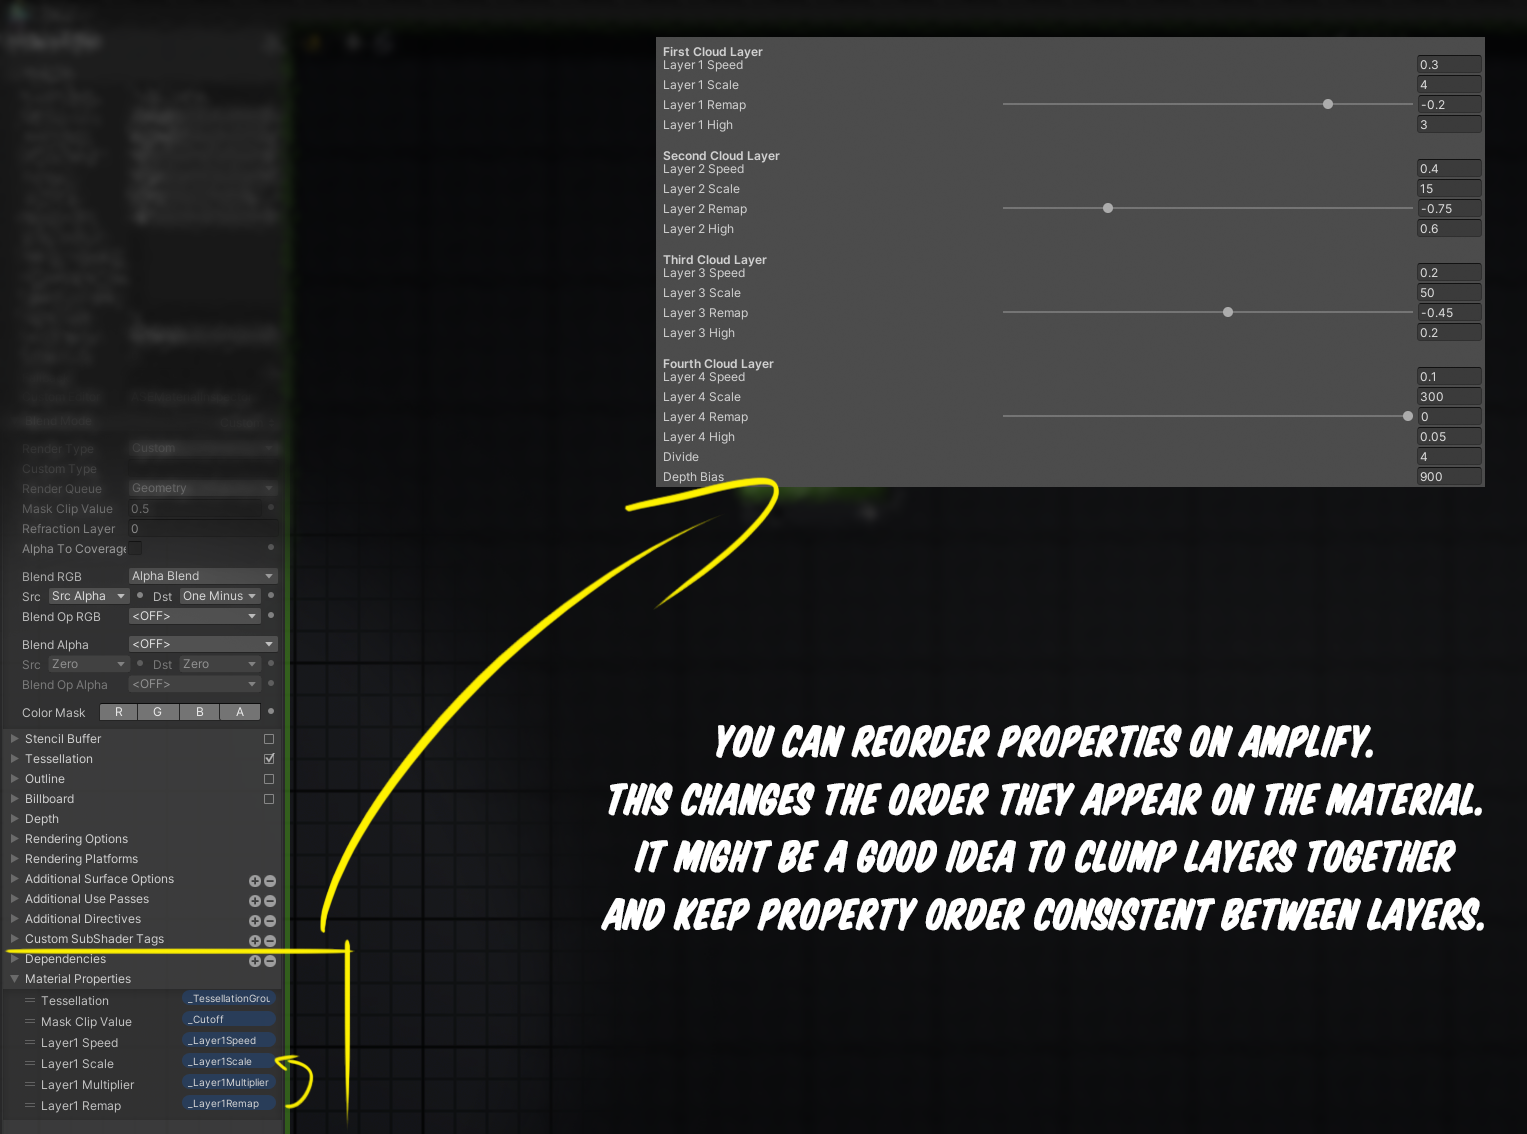 First Cloud Layer
Layer 1 Speed 0.3
Layer 1 Scale 4
Layer 1 Remap -0.2
Layer 1 High 3
Second Cloud Layer
Layer 2 Speed 0.4
Layer 2 Scale 15
Layer 2 Remap -0.75
Layer 2 High 0.6
Third Cloud Layer
Layer 3 Speed 0.2
Layer 3 Scale 50
Layer 3 Remap -0.45
Layer 3 High 0.2
Fourth Cloud Layer
Layer 4 Speed 0.1
Layer 4 Scale 300
Layer 4 Remap 0
Layer 4 High 0.05
Divide 4
Depth Bias 900
Render Type Custom
Custom Type
Render Queue Geometry
Mask Clip Value 0.5
Refraction Layer 0
Alpha To Coverage
Blend RGB Alpha Blend
Src Src Alpha Dst One Minus
Blend Op RGB <OFF>
Blend Alpha <OFF>
Src Zero Dst Zero
Blend Op Alpha <OFF>
Color Mask R G B A
Stencil Buffer
Tessellation
Outline
Billboard
Depth
Rendering Options
Rendering Platforms
Additional Surface Options
Additional Use Passes
Additional Directives
Custom SubShader Tags
Dependencies
Material Properties
Tessellation _TessellationGrou
Mask Clip Value _Cutoff
Layer1 Speed _Layer1Speed
Layer1 Scale _Layer1Scale
Layer1 Multiplier _Layer1Multiplier
Layer1 Remap _Layer1Remap
YOU CAN REORDER PROPERTIES ON AMPLIFY.
THIS CHANGES THE ORDER THEY APPEAR ON THE MATERIAL.
IT MIGHT BE A GOOD IDEA TO CLUMP LAYERS TOGETHER
AND KEEP PROPERTY ORDER CONSISTENT BETWEEN LAYERS.